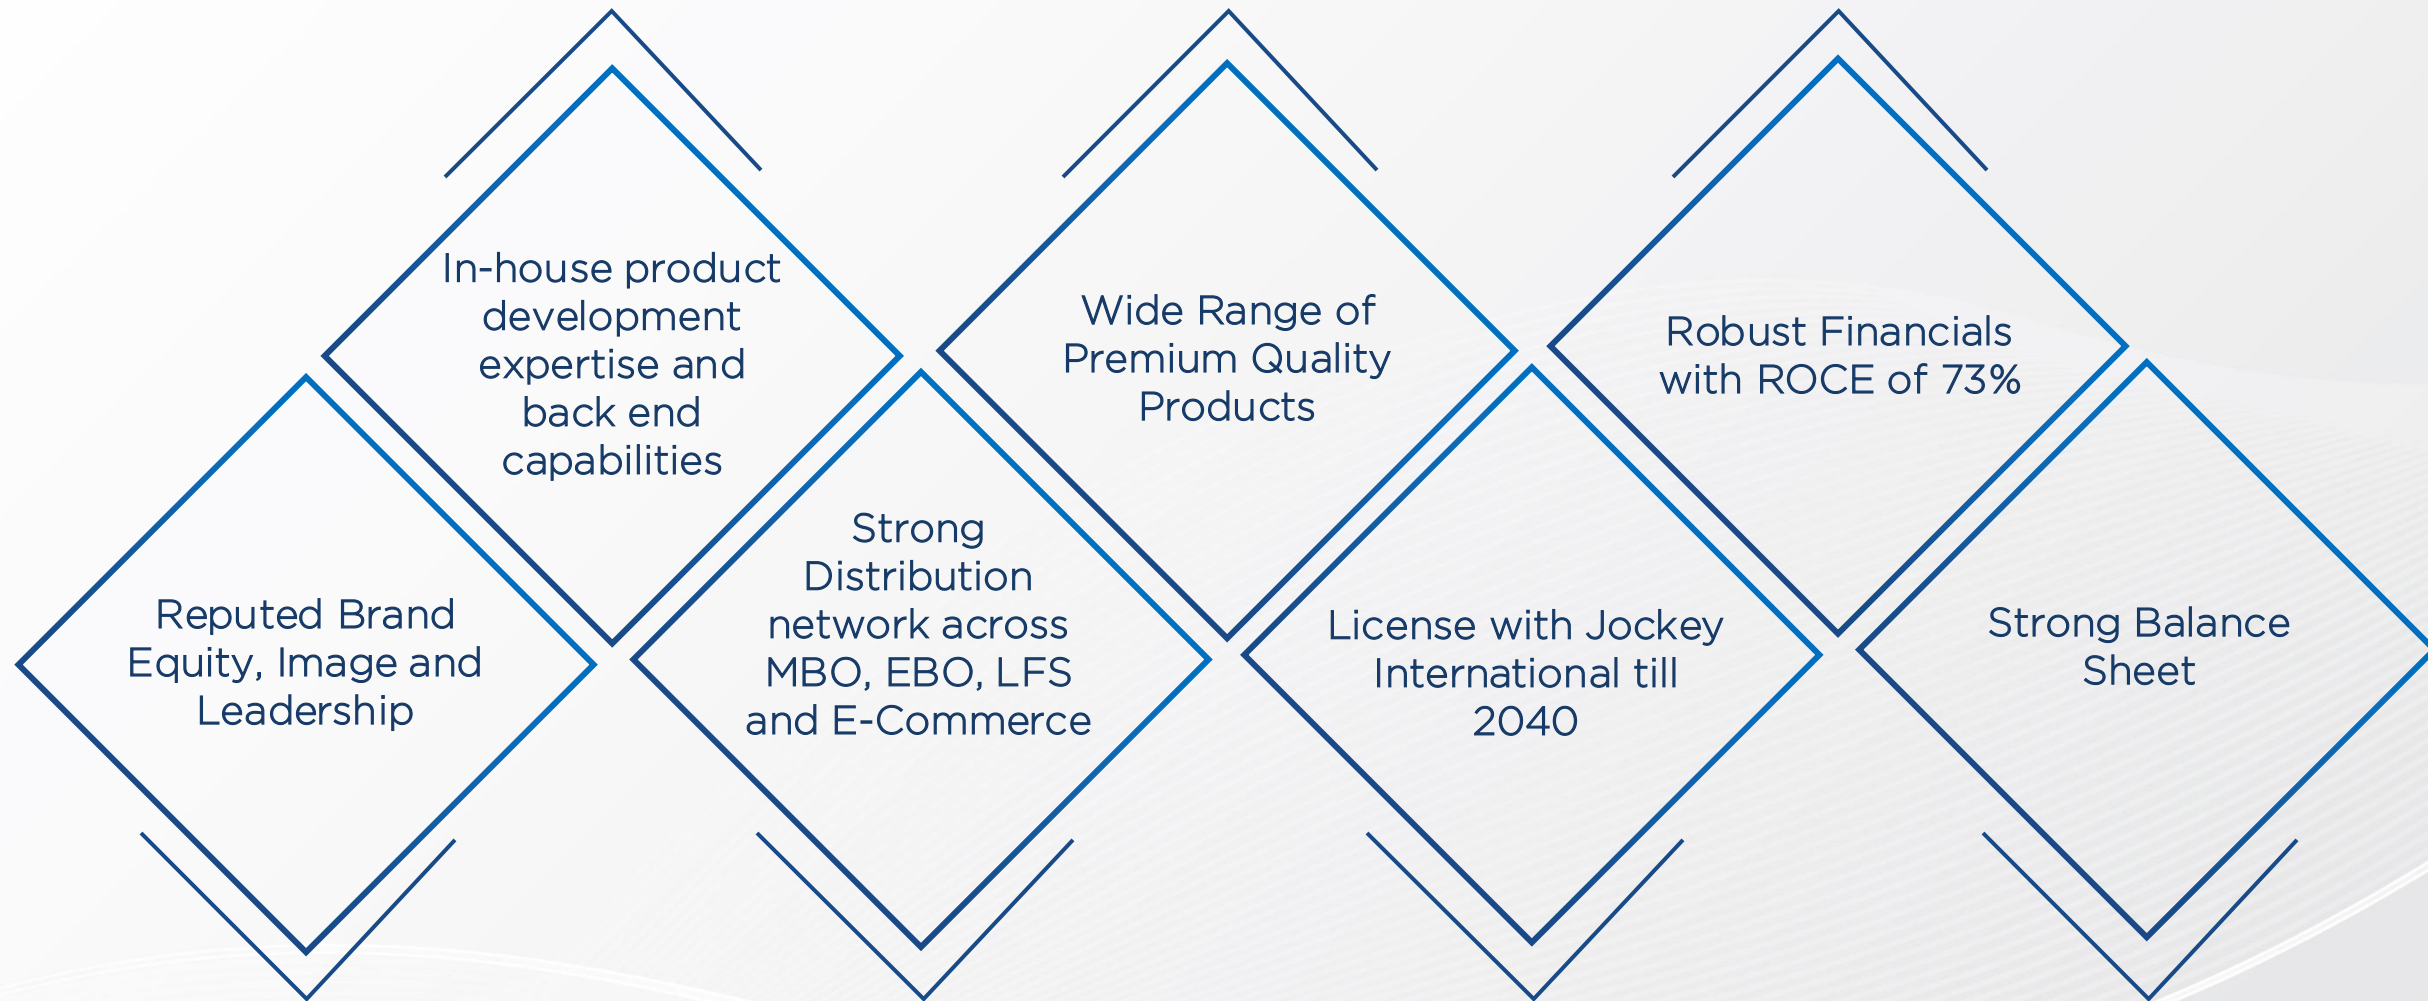 Reputed Brand
Equity, Image and
Leadership
In-house product
development
expertise and
back end
capabilities
Strong
Distribution
network across
MBO, EBO, LFS
and E-Commerce
Wide Range of
Premium Quality
Products
License with Jockey
International till
2040
Robust Financials
with ROCE of 73%
Strong Balance
Sheet